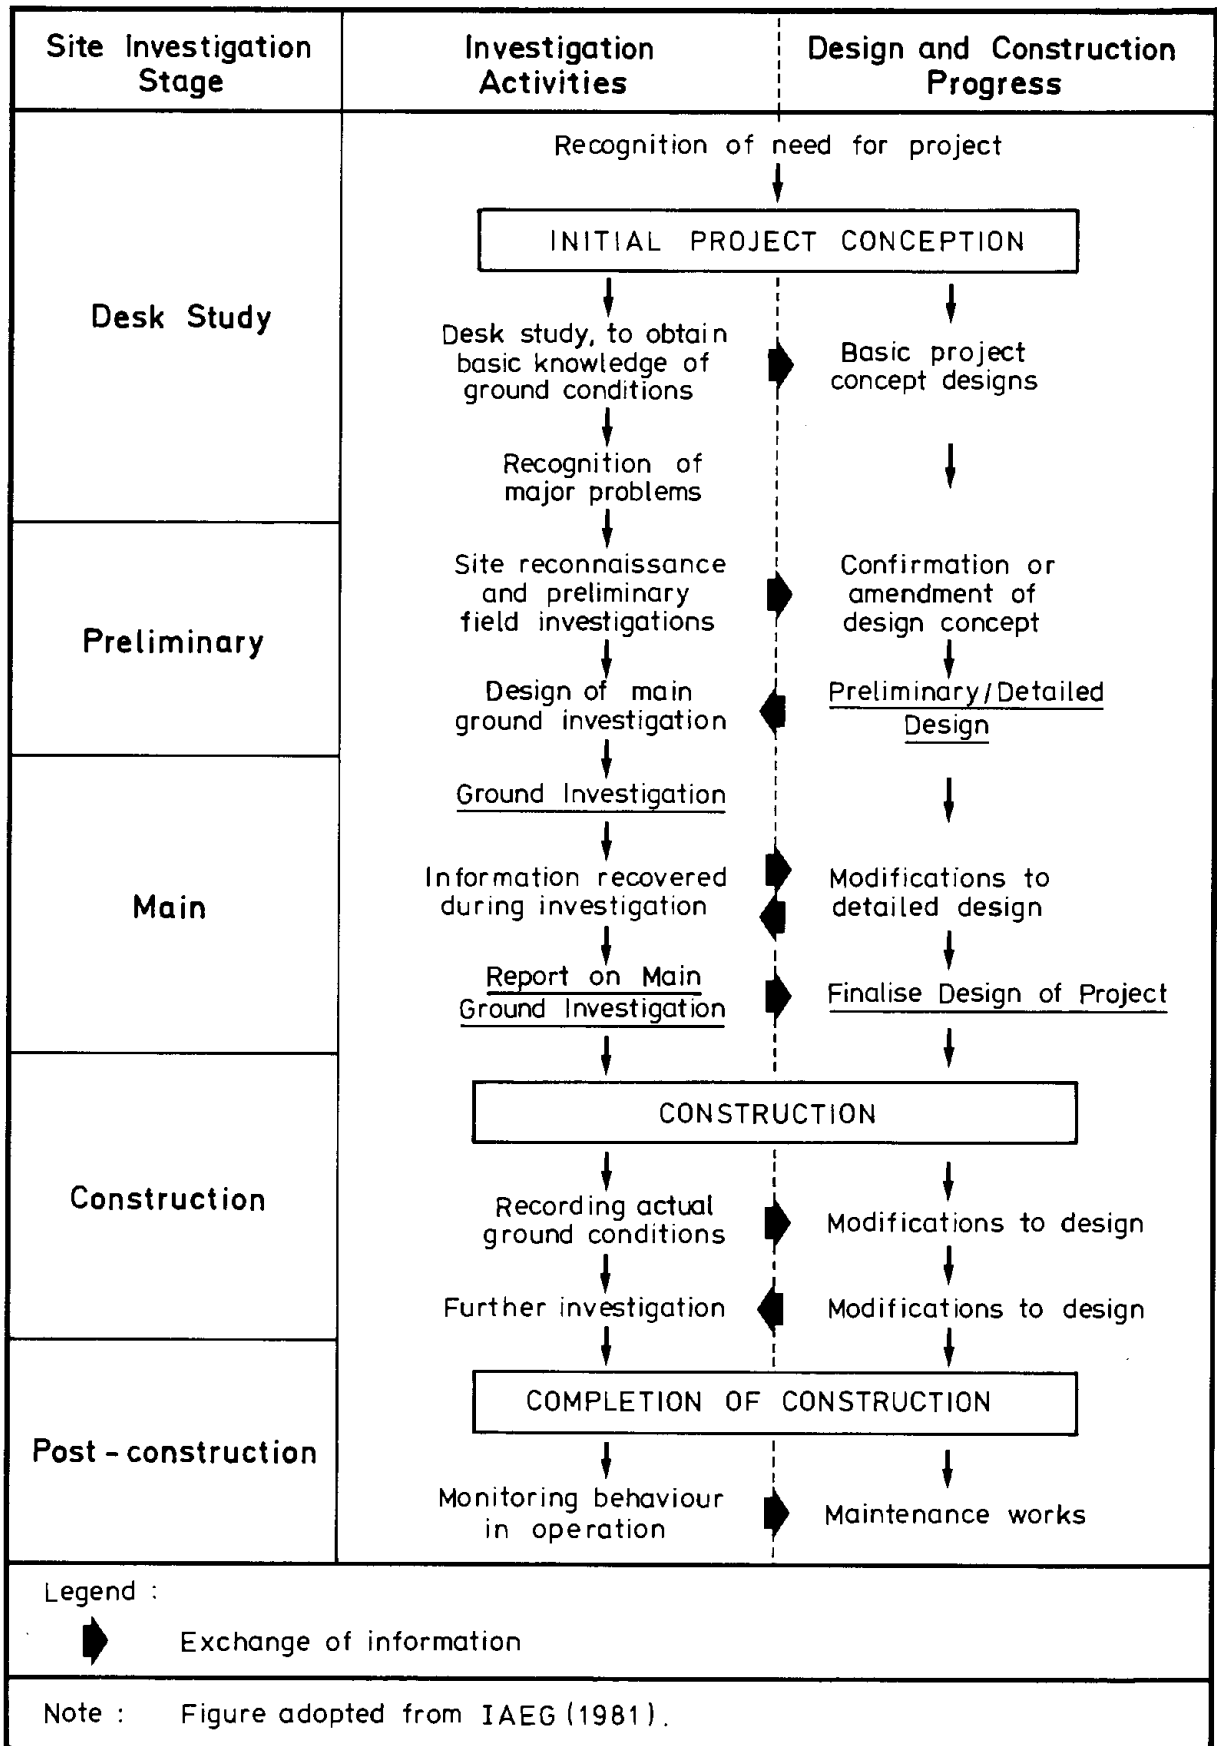 Site Investigation
Stage
Investigation
Activities
Design and Construction
Progress
Recognition of need for project
INITIAL PROJECT CONCEPTION
Desk Study
Desk study, to obtain
basic knowledge of
ground conditions
Basic project
concept designs
Recognition of
major problems
Preliminary
Site reconnaissance
and preliminary
field investigations
Confirmation or
amendment of
design concept
Design of main
ground investigation
Preliminary/Detailed
Design
Main
Ground Investigation
Information recovered
during investigation
Modifications to
detailed design
Report on Main
Ground Investigation
Finalise Design of Project
CONSTRUCTION
Construction
Recording actual
ground conditions
Modifications to design
Further investigation
Modifications to design
COMPLETION OF CONSTRUCTION
Post-construction
Monitoring behaviour
in operation
Maintenance works
Legend :
Exchange of information
Note : Figure adopted from IAEG (1981).